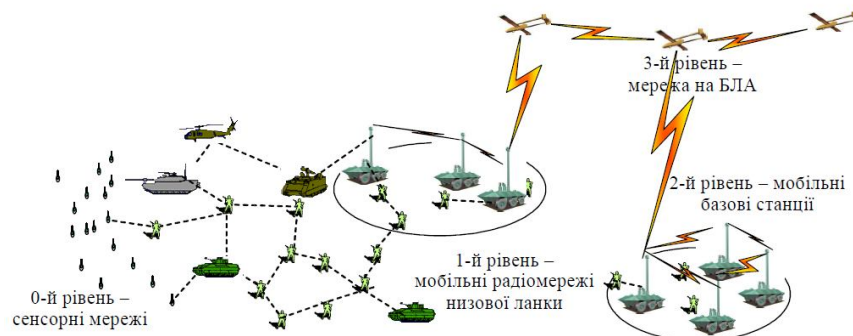 3-й рівень –
мережа на БЛА
2-й рівень – мобільні
базові станції
1-й рівень –
мобільні радіомережі
низової ланки
0-й рівень –
сенсорні мережі